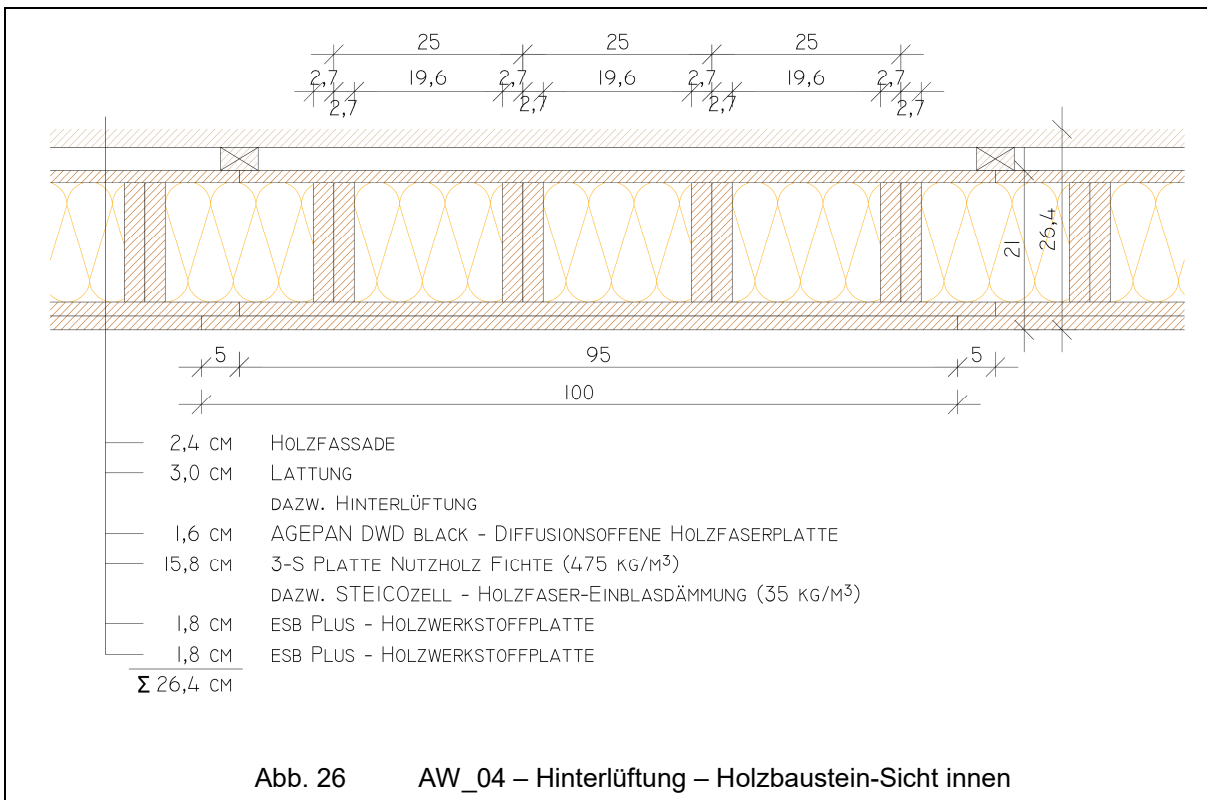 25 25 25
2,7 19,6 2,7 19,6 2,7 19,6 2,7
2,7 2,7 2,7 2,7
21
26,4
5 95 5
100
2,4 CM HOLZFASSADE
3,0 CM LATTUNG
DAZW. HINTERLÜFTUNG
1,6 CM AGEPAN DWD BLACK - DIFFUSIONSOFFENE HOLZFASERPLATTE
15,8 CM 3-S PLATTE NUTZHOLZ FICHTE (475 KG/M³)
DAZW. STEICOZELL - HOLZFASER-EINBLASDÄMMUNG (35 KG/M³)
1,8 CM ESB PLUS - HOLZWERKSTOFFPLATTE
1,8 CM ESB PLUS - HOLZWERKSTOFFPLATTE
Σ 26,4 CM
Abb. 26 AW_04 – Hinterlüftung – Holzbaustein-Sicht innen